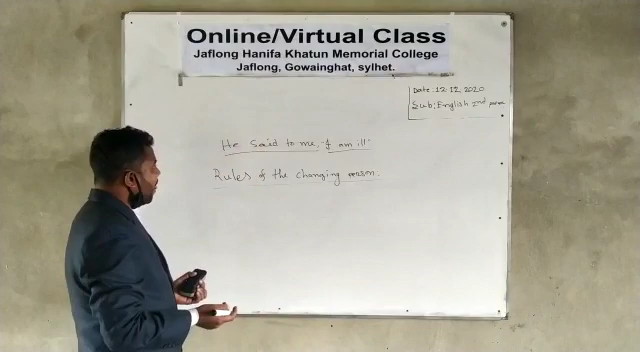 Online/Virtual Class
Jaflong Hanifa Khatun Memorial College
Jaflong, Gowainghat, sylhet.
Date: 12.12.2020
Sub: English 2nd
He said to me, "I am ill"
Rules of the changing person.